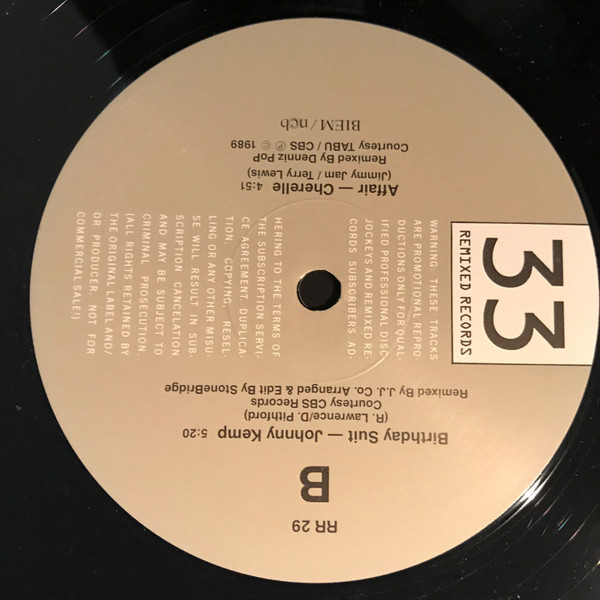 RR 29
B
Birthday Suit — Johnny Kemp 5:20
(R. Lawrence/D. Pithford)
Courtesy CBS Records
Remixed By J.J. Co. Arranged & Edit By StoneBridge
33
REMIXED RECORDS
WARNING: THESE TRACKS
ARE PROMOTIONAL REPRO-
DUCTIONS ONLY FOR QUAL-
IFIED PROFESSIONAL DISC
JOCKEYS AND REMIXED RE-
CORDS SUBSCRIBERS AD-
HERING TO THE TERMS OF
THE SUBSCRIPTION SERVI-
CE AGREEMENT. DUPLICA-
TION, COPYING, RESEL-
LING OR ANY OTHER MISU-
SE WILL RESULT IN SUB-
SCRIPTION CANCELATION
AND MAY BE SUBJECT TO
CRIMINAL PROSECUTION.
(ALL RIGHTS RETAINED BY
THE ORIGINAL LABEL AND/
OR PRODUCER. NOT FOR
COMMERCIAL SALE!)
Affair — Cherelle 4:51
(Jimmy Jam / Terry Lewis)
Remixed By Denniz PoP
Courtesy TABU / CBS ℗ © 1989
BIEM/ncb